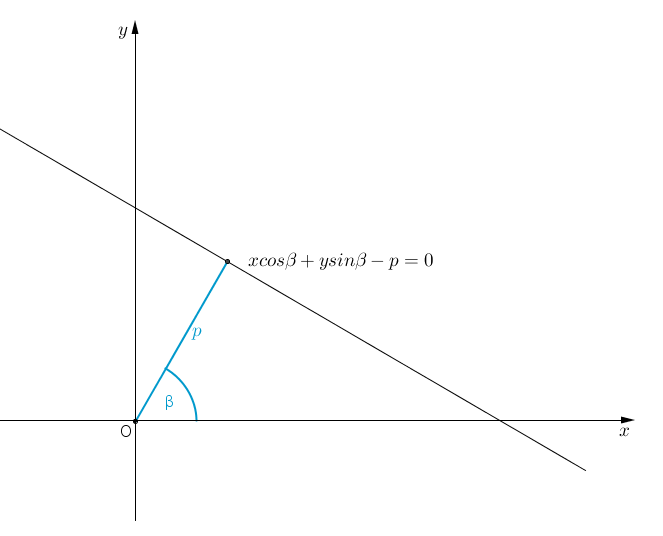 y
xcosβ + ysinβ − p = 0
p
β
O
x